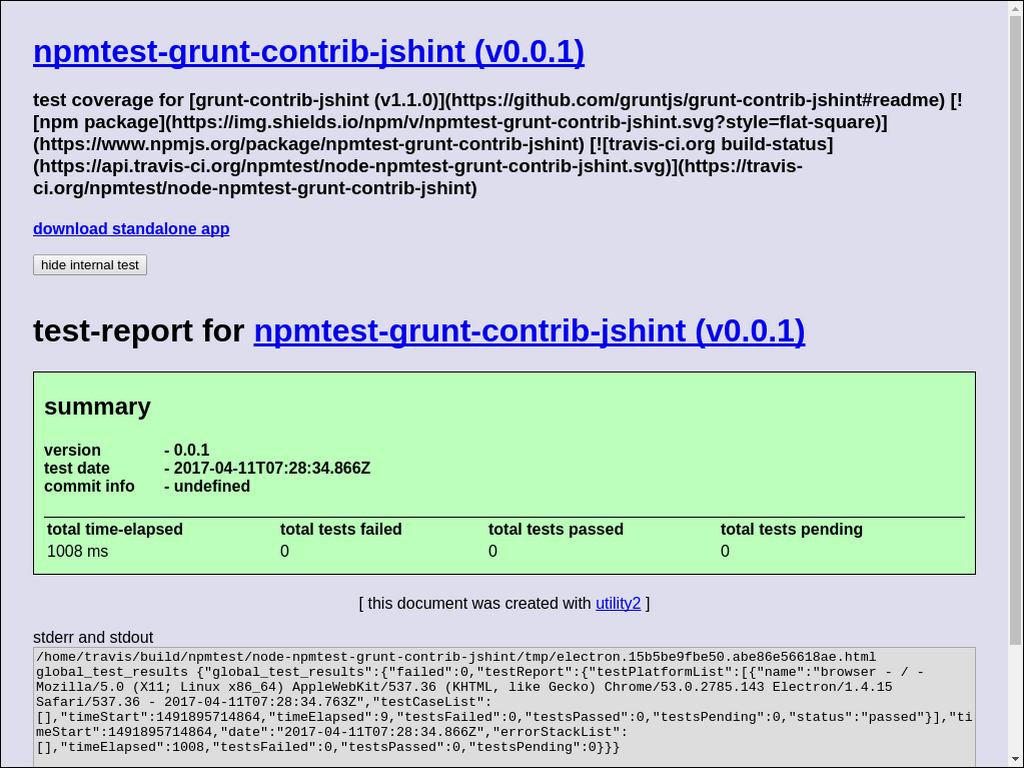 npmtest-grunt-contrib-jshint (v0.0.1)
test coverage for [grunt-contrib-jshint (v1.1.0)](https://github.com/gruntjs/grunt-contrib-jshint#readme) [!
[npm package](https://img.shields.io/npm/v/npmtest-grunt-contrib-jshint.svg?style=flat-square)]
(https://www.npmjs.org/package/npmtest-grunt-contrib-jshint) [![travis-ci.org build-status]
(https://api.travis-ci.org/npmtest/node-npmtest-grunt-contrib-jshint.svg)](https://travis-
ci.org/npmtest/node-npmtest-grunt-contrib-jshint)
download standalone app
hide internal test
test-report for npmtest-grunt-contrib-jshint (v0.0.1)
summary
version - 0.0.1
test date - 2017-04-11T07:28:34.866Z
commit info - undefined
total time-elapsed total tests failed total tests passed total tests pending
1008 ms 0 0 0
[ this document was created with utility2 ]
stderr and stdout
/home/travis/build/npmtest/node-npmtest-grunt-contrib-jshint/tmp/electron.15b5be9fbe50.abe86e56618ae.html
global_test_results {"global_test_results":{"failed":0,"testReport":{"testPlatformList":[{"name":"browser - / -
Mozilla/5.0 (X11; Linux x86_64) AppleWebKit/537.36 (KHTML, like Gecko) Chrome/53.0.2785.143 Electron/1.4.15
Safari/537.36 - 2017-04-11T07:28:34.763Z","testCaseList":
[],"timeStart":1491895714864,"timeElapsed":9,"testsFailed":0,"testsPassed":0,"testsPending":0,"status":"passed"}],"ti
meStart":1491895714864,"date":"2017-04-11T07:28:34.866Z","errorStackList":
[],"timeElapsed":1008,"testsFailed":0,"testsPassed":0,"testsPending":0}}}